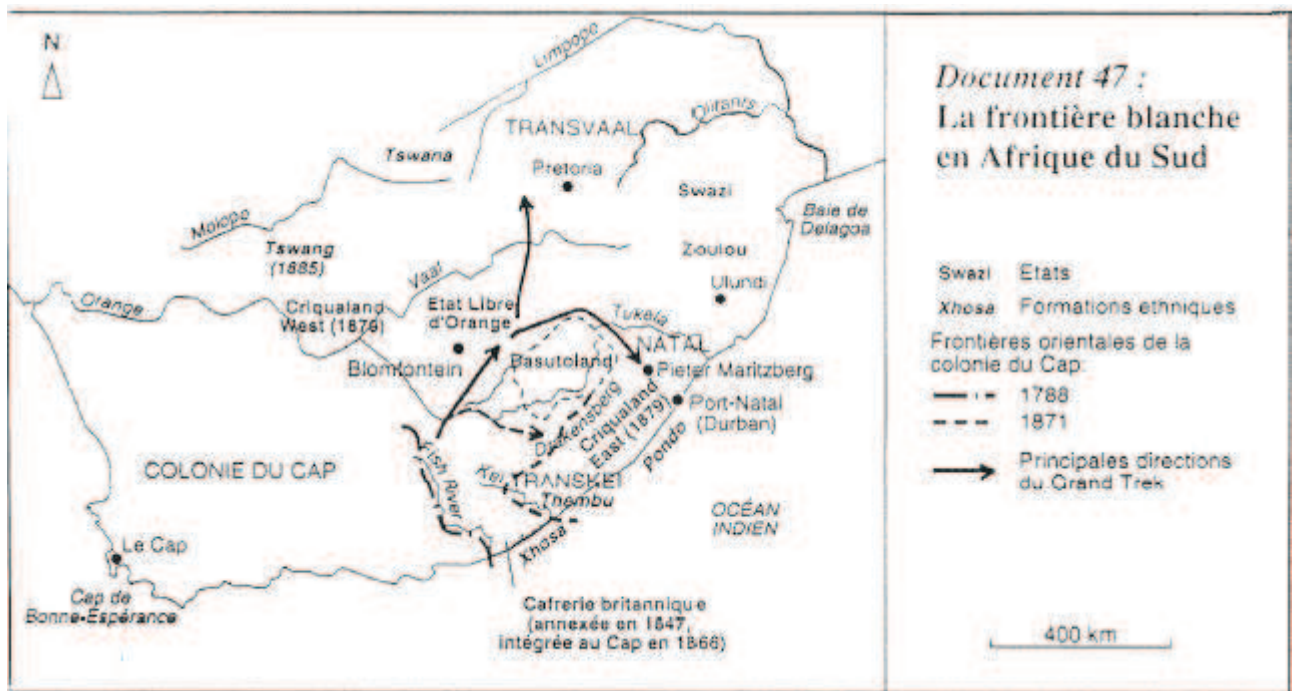 N
Limpopo
TRANSVAAL
Olifants
Tswana
Pretoria
Swazi
Baie de
Delagoa
Molopo
Tswang
(1885)
Zoulou
Vaal
Ulundi
Orange
Criqualand
West (1879)
Etat Libre
d'Orange
Tukela
NATAL
Blomfontein
Basutoland
Pieter Maritzberg
Drakensberg
Criqualand
East (1879)
Port-Natal
(Durban)
Pondo
COLONIE DU CAP
Fish River
Kei
TRANSKEI
Thembu
OCÉAN
INDIEN
Xhosa
Le Cap
Cap de
Bonne-Espérance
Cafrerie britannique
(annexée en 1847,
intégrée au Cap en 1866)
Document 47 :
La frontière blanche
en Afrique du Sud
Swazi Etats
Xhosa Formations ethniques
Frontières orientales de la
colonie du Cap:
1788
1871
Principales directions
du Grand Trek
400 km